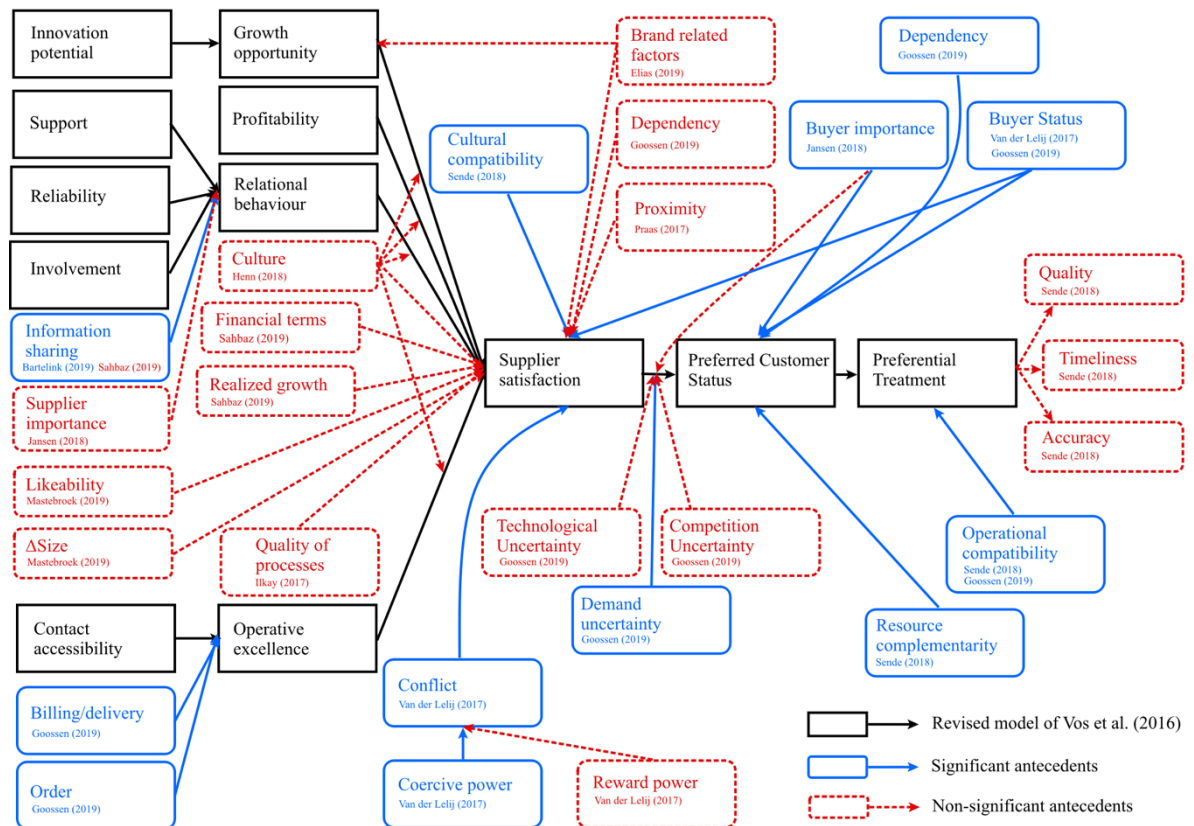 Innovation
potential
Growth
opportunity
Brand related
factors
Elias (2019)
Dependency
Goossen (2019)
Support
Profitability
Cultural
compatibility
Sende (2018)
Dependency
Goossen (2019)
Buyer importance
Jansen (2018)
Buyer Status
Van der Lelij (2017)
Goossen (2019)
Reliability
Relational
behaviour
Proximity
Praas (2017)
Involvement
Culture
Henn (2018)
Quality
Sende (2018)
Information
sharing
Bartelink (2019) Sahbaz (2019)
Financial terms
Sahbaz (2019)
Supplier
satisfaction
Preferred Customer
Status
Preferential
Treatment
Timeliness
Sende (2018)
Realized growth
Sahbaz (2019)
Supplier
importance
Jansen (2018)
Accuracy
Sende (2018)
Likeability
Mastebroek (2019)
ΔSize
Mastebroek (2019)
Quality of
processes
Ilkay (2017)
Technological
Uncertainty
Goossen (2019)
Competition
Uncertainty
Goossen (2019)
Operational
compatibility
Sende (2018)
Goossen (2019)
Contact
accessibility
Operative
excellence
Demand
uncertainty
Goossen (2019)
Resource
complementarity
Sende (2018)
Billing/delivery
Goossen (2019)
Conflict
Van der Lelij (2017)
Order
Goossen (2019)
Coercive power
Van der Lelij (2017)
Reward power
Van der Lelij (2017)
Revised model of Vos et al. (2016)
Significant antecedents
Non-significant antecedents